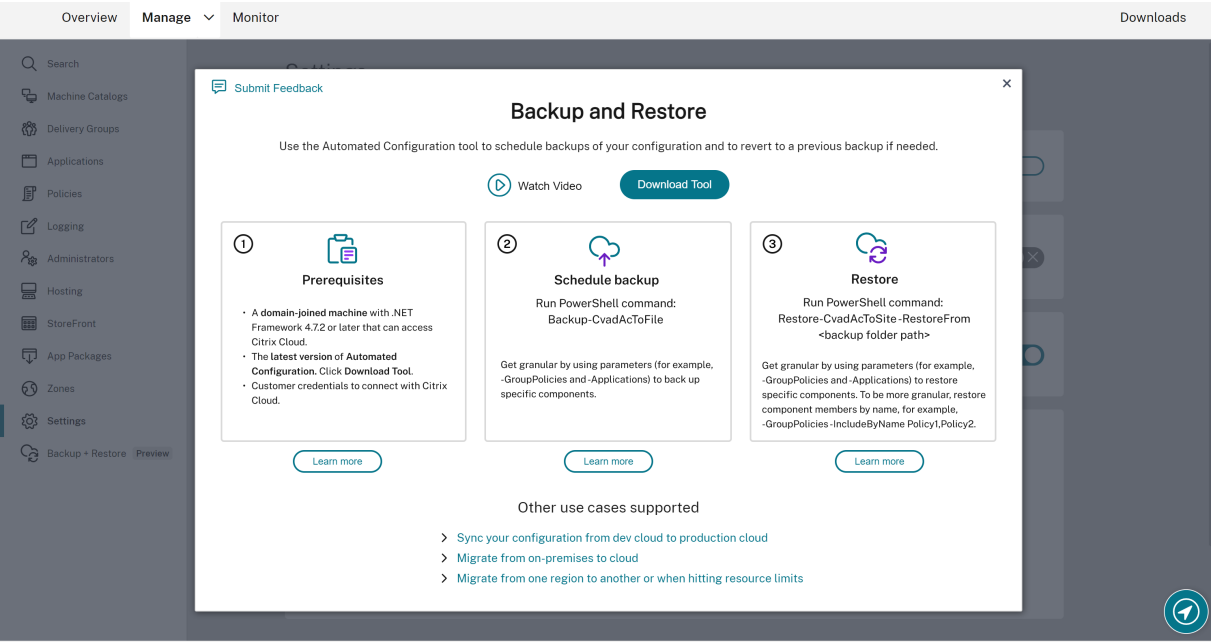 Overview
Manage
Monitor
Downloads
Search
Machine Catalogs
Delivery Groups
Applications
Policies
Logging
Administrators
Hosting
StoreFront
App Packages
Zones
Settings
Backup + Restore Preview
Settings
Submit Feedback
Backup and Restore
Use the Automated Configuration tool to schedule backups of your configuration and to revert to a previous backup if needed.
Watch Video
Download Tool
1
Prerequisites
• A domain-joined machine with .NET
Framework 4.7.2 or later that can access
Citrix Cloud.
• The latest version of Automated
Configuration. Click Download Tool.
• Customer credentials to connect with Citrix
Cloud.
Learn more
2
Schedule backup
Run PowerShell command:
Backup-CvadAcToFile
Get granular by using parameters (for example,
-GroupPolicies and -Applications) to back up
specific components.
Learn more
3
Restore
Run PowerShell command:
Restore-CvadAcToSite -RestoreFrom
<backup folder path>
Get granular by using parameters (for example,
-GroupPolicies and -Applications) to restore
specific components. To be more granular, restore
component members by name, for example,
-GroupPolicies -IncludeByName Policy1,Policy2.
Learn more
Other use cases supported
Sync your configuration from dev cloud to production cloud
Migrate from on-premises to cloud
Migrate from one region to another or when hitting resource limits